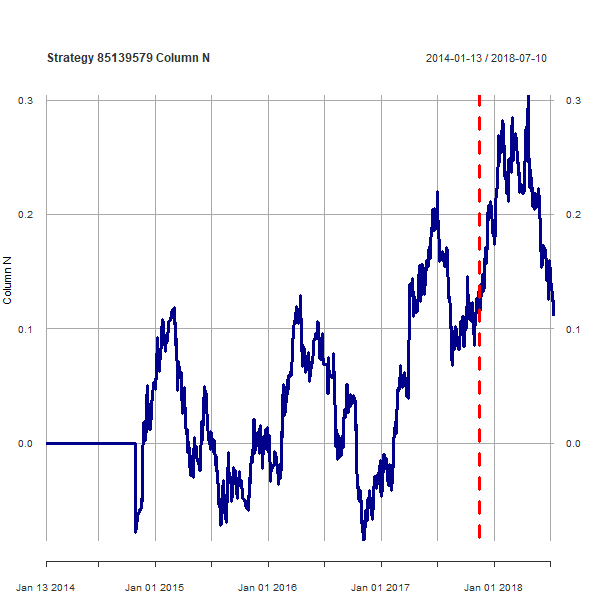 Strategy 85139579 Column N
2014-01-13 / 2018-07-10
0.3 0.3
0.2 0.2
0.1 0.1
0.0 0.0
Column N
Jan 13 2014 Jan 01 2015 Jan 01 2016 Jan 01 2017 Jan 01 2018